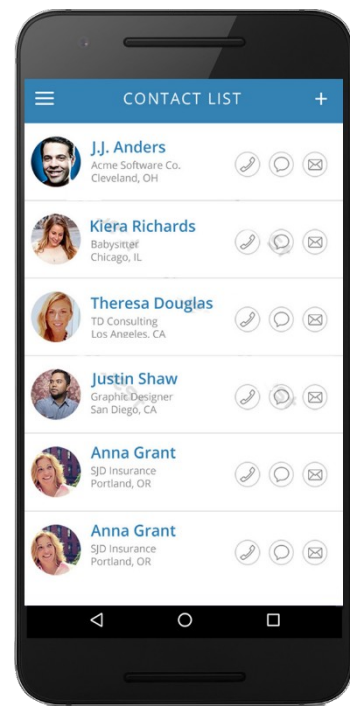 CONTACT LIST +
J.J. Anders
Acme Software Co.
Cleveland, OH
Kiera Richards
Babysitter
Chicago, IL
Theresa Douglas
TD Consulting
Los Angeles, CA
Justin Shaw
Graphic Designer
San Diego, CA
Anna Grant
SJD Insurance
Portland, OR
Anna Grant
SJD Insurance
Portland, OR